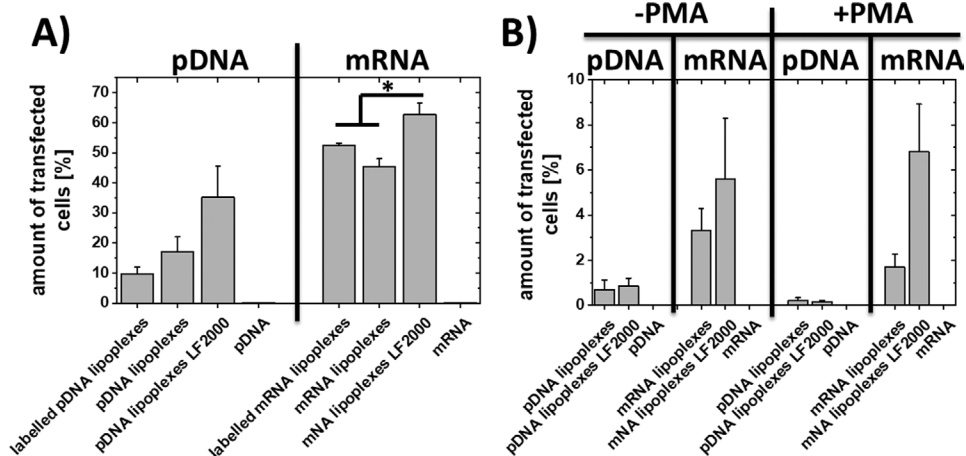 A)
pDNA
mRNA
amount of transfected
cells [%]
70
60
50
40
30
20
10
0
*
labelled pDNA lipoplexes
pDNA lipoplexes
pDNA lipoplexes LF2000
pDNA
labelled mRNA lipoplexes
mRNA lipoplexes
mNA lipoplexes LF2000
mRNA
B)
-PMA
+PMA
pDNA
mRNA
pDNA
mRNA
amount of transfected
cells [%]
10
8
6
4
2
0
pDNA lipoplexes
pDNA lipoplexes LF2000
pDNA
mRNA lipoplexes
mNA lipoplexes LF2000
mRNA
pDNA lipoplexes
pDNA lipoplexes LF2000
pDNA
mRNA lipoplexes
mNA lipoplexes LF2000
mRNA